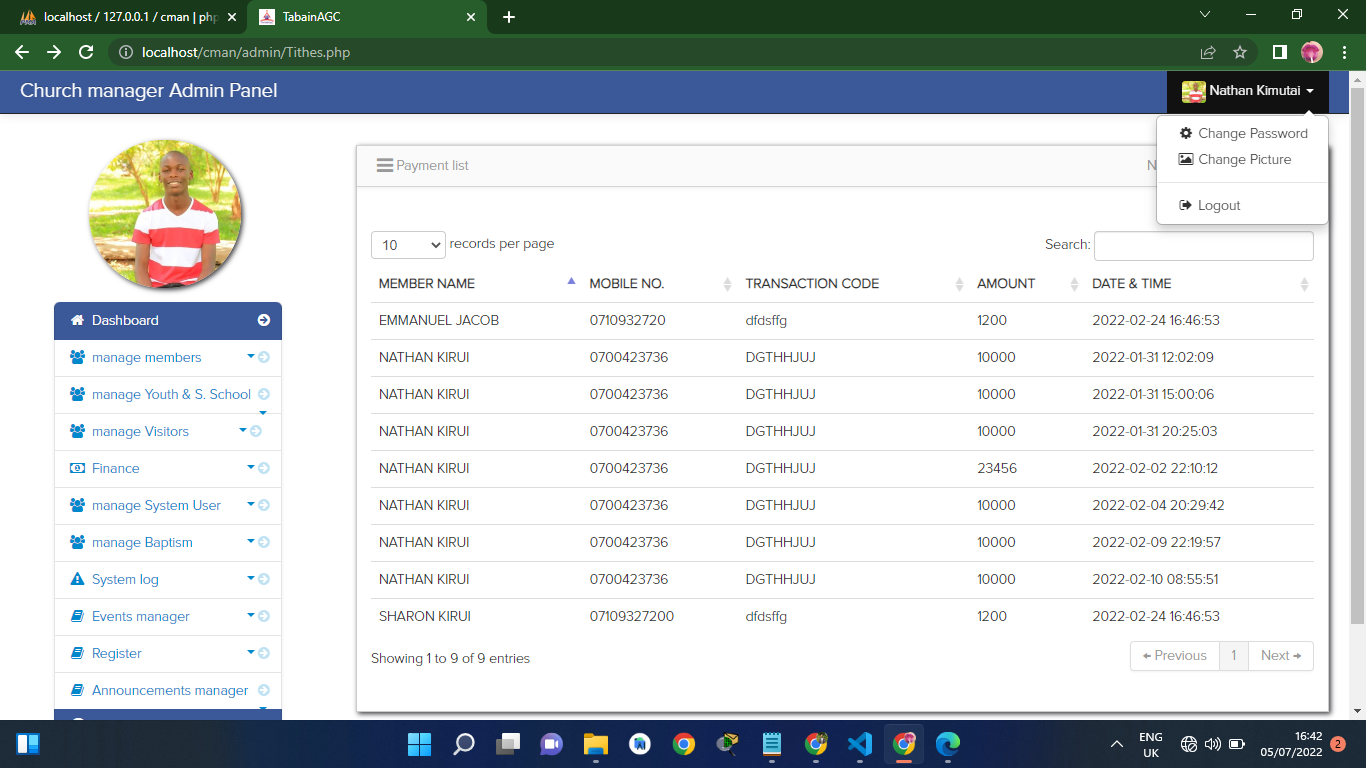 localhost / 127.0.0.1 / cman | php
TabainAGC
localhost/cman/admin/Tithes.php
Church manager Admin Panel
Nathan Kimutai
Change Password
Change Picture
Logout
Payment list
N
10 records per page
Search:
MEMBER NAME MOBILE NO. TRANSACTION CODE AMOUNT DATE & TIME
EMMANUEL JACOB 0710932720 dfdsffg 1200 2022-02-24 16:46:53
NATHAN KIRUI 0700423736 DGTHHJUJ 10000 2022-01-31 12:02:09
NATHAN KIRUI 0700423736 DGTHHJUJ 10000 2022-01-31 15:00:06
NATHAN KIRUI 0700423736 DGTHHJUJ 10000 2022-01-31 20:25:03
NATHAN KIRUI 0700423736 DGTHHJUJ 23456 2022-02-02 22:10:12
NATHAN KIRUI 0700423736 DGTHHJUJ 10000 2022-02-04 20:29:42
NATHAN KIRUI 0700423736 DGTHHJUJ 10000 2022-02-09 22:19:57
NATHAN KIRUI 0700423736 DGTHHJUJ 10000 2022-02-10 08:55:51
SHARON KIRUI 07109327200 dfdsffg 1200 2022-02-24 16:46:53
Showing 1 to 9 of 9 entries
← Previous 1 Next →
Dashboard
manage members
manage Youth & S. School
manage Visitors
Finance
manage System User
manage Baptism
System log
Events manager
Register
Announcements manager
ENG
UK
16:42
05/07/2022
2